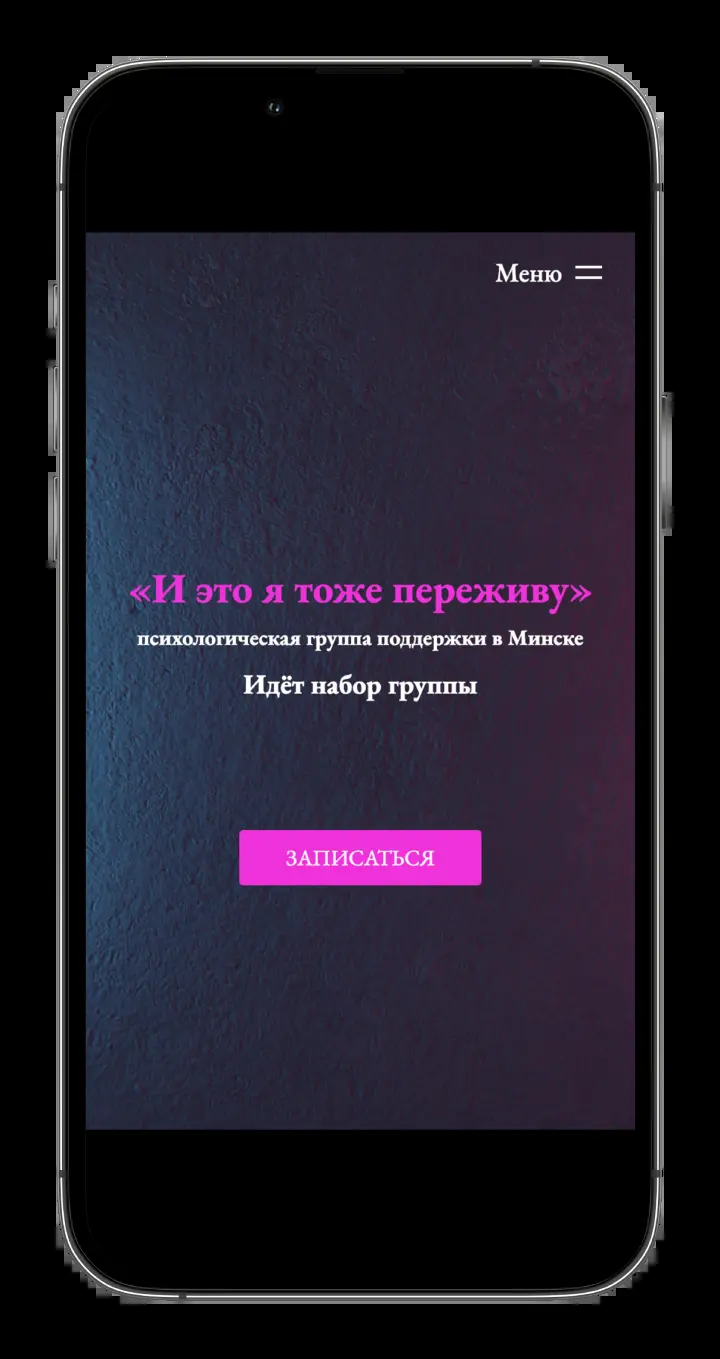 Меню
«И это я тоже переживу»
психологическая группа поддержки в Минске
Идёт набор группы
ЗАПИСАТЬСЯ